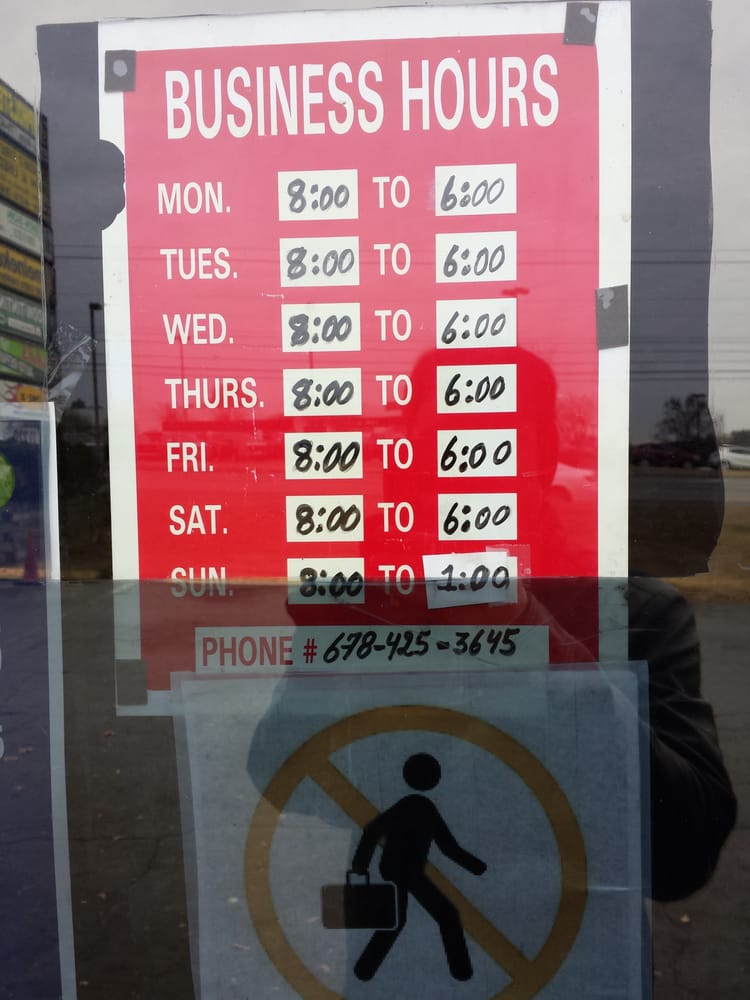 BUSINESS HOURS
MON. 8:00 TO 6:00
TUES. 8:00 TO 6:00
WED. 8:00 TO 6:00
THURS. 8:00 TO 6:00
FRI. 8:00 TO 6:00
SAT. 8:00 TO 6:00
SUN. 8:00 TO 1:00
PHONE # 678-425-3645